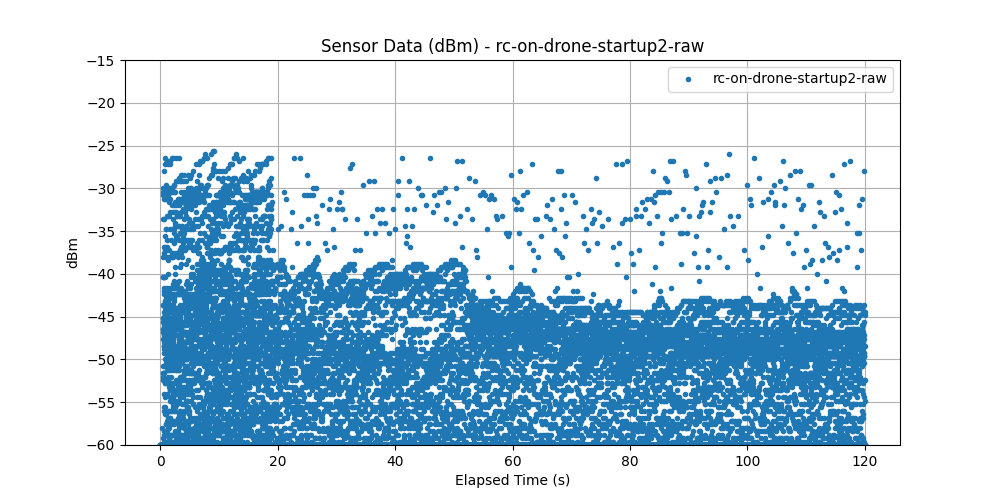 Sensor Data (dBm) - rc-on-drone-startup2-raw
rc-on-drone-startup2-raw
dBm
−15
−20
−25
−30
−35
−40
−45
−50
−55
−60
0 20 40 60 80 100 120
Elapsed Time (s)